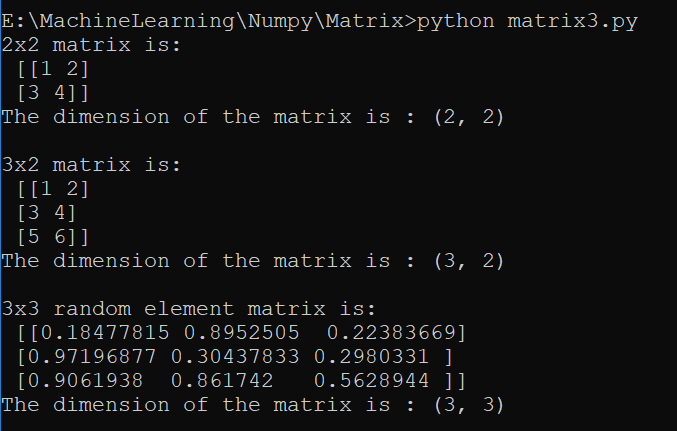 E:\MachineLearning\Numpy\Matrix>python matrix3.py
2x2 matrix is:
 [[1 2]
 [3 4]]
The dimension of the matrix is : (2, 2)

3x2 matrix is:
 [[1 2]
 [3 4]
 [5 6]]
The dimension of the matrix is : (3, 2)

3x3 random element matrix is:
 [[0.18477815 0.8952505  0.22383669]
 [0.97196877 0.30437833 0.2980331 ]
 [0.9061938  0.861742   0.5628944 ]]
The dimension of the matrix is : (3, 3)